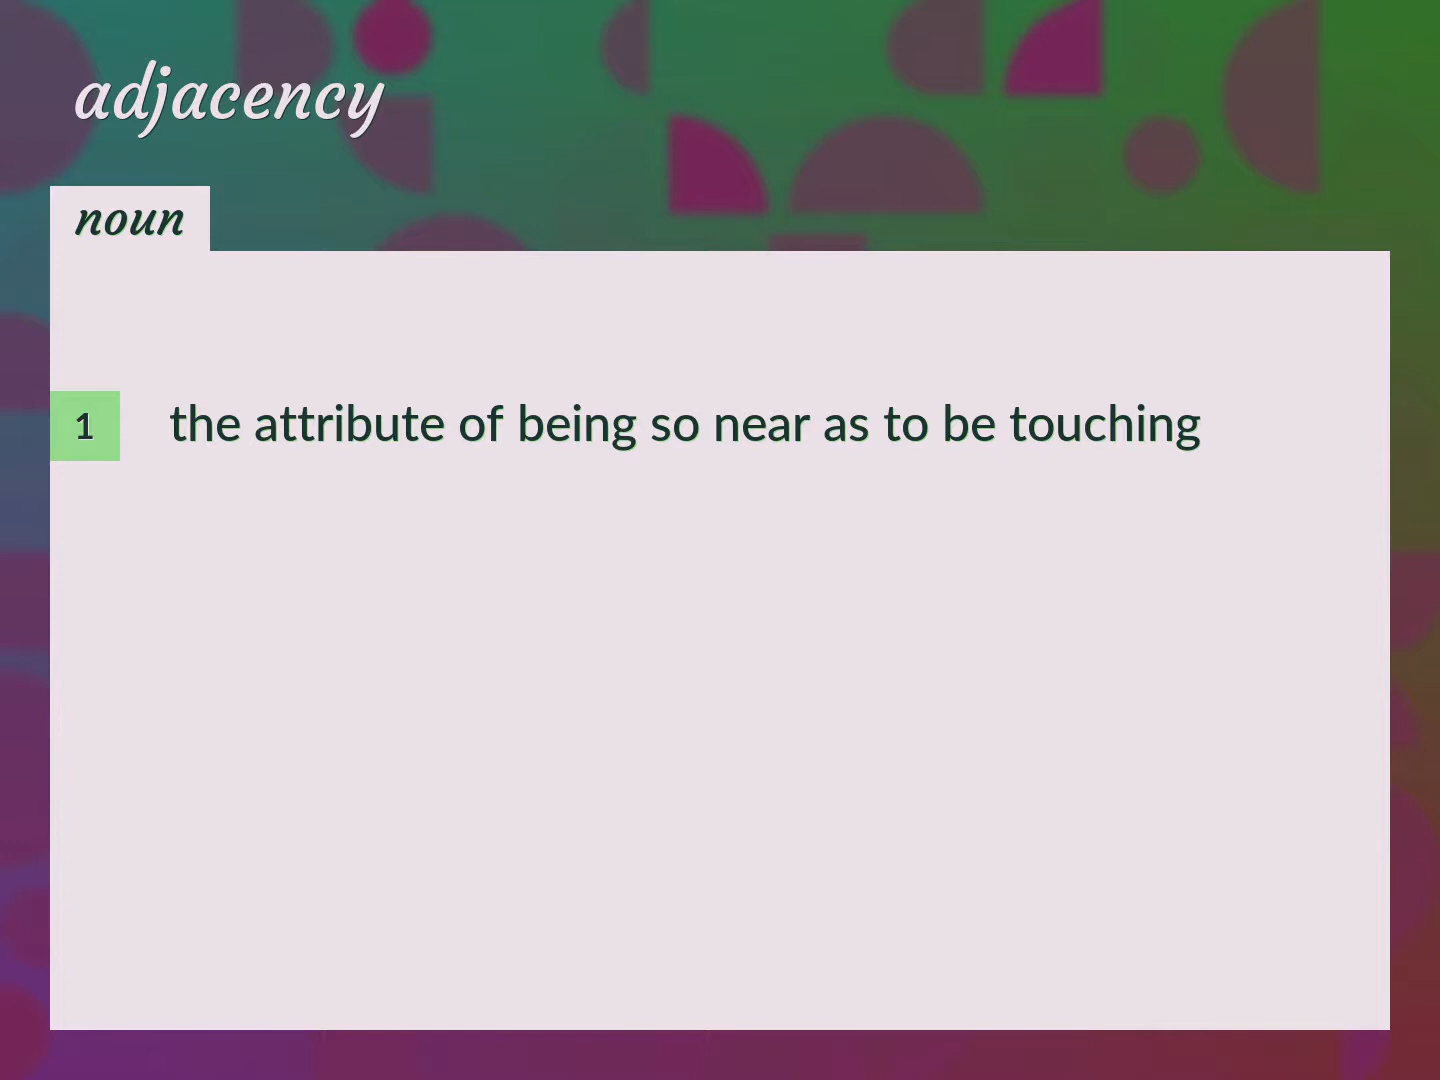 adjacency
noun
1 the attribute of being so near as to be touching